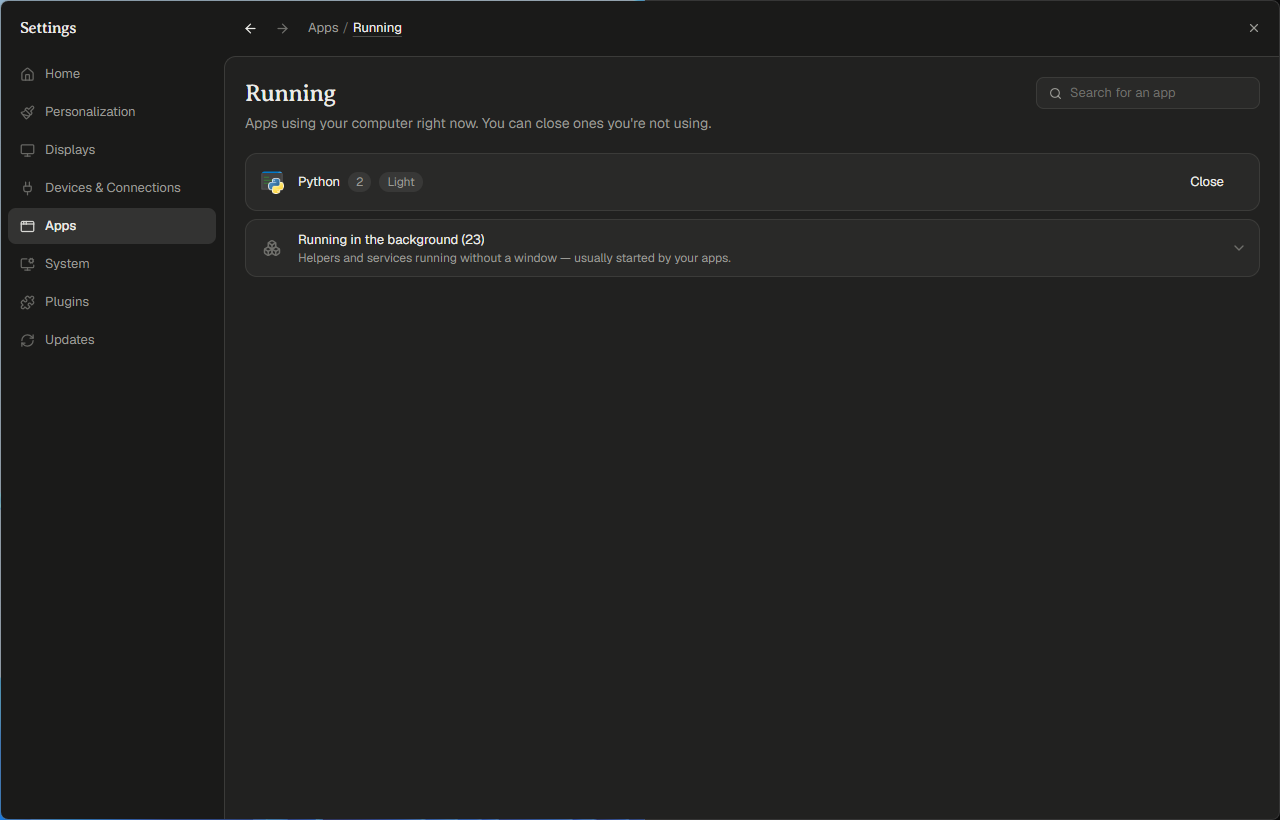 Settings
Apps / Running
Home
Personalization
Displays
Devices & Connections
Apps
System
Plugins
Updates
Running
Search for an app
Apps using your computer right now. You can close ones you're not using.
Python 2 Light Close
Running in the background (23)
Helpers and services running without a window — usually started by your apps.